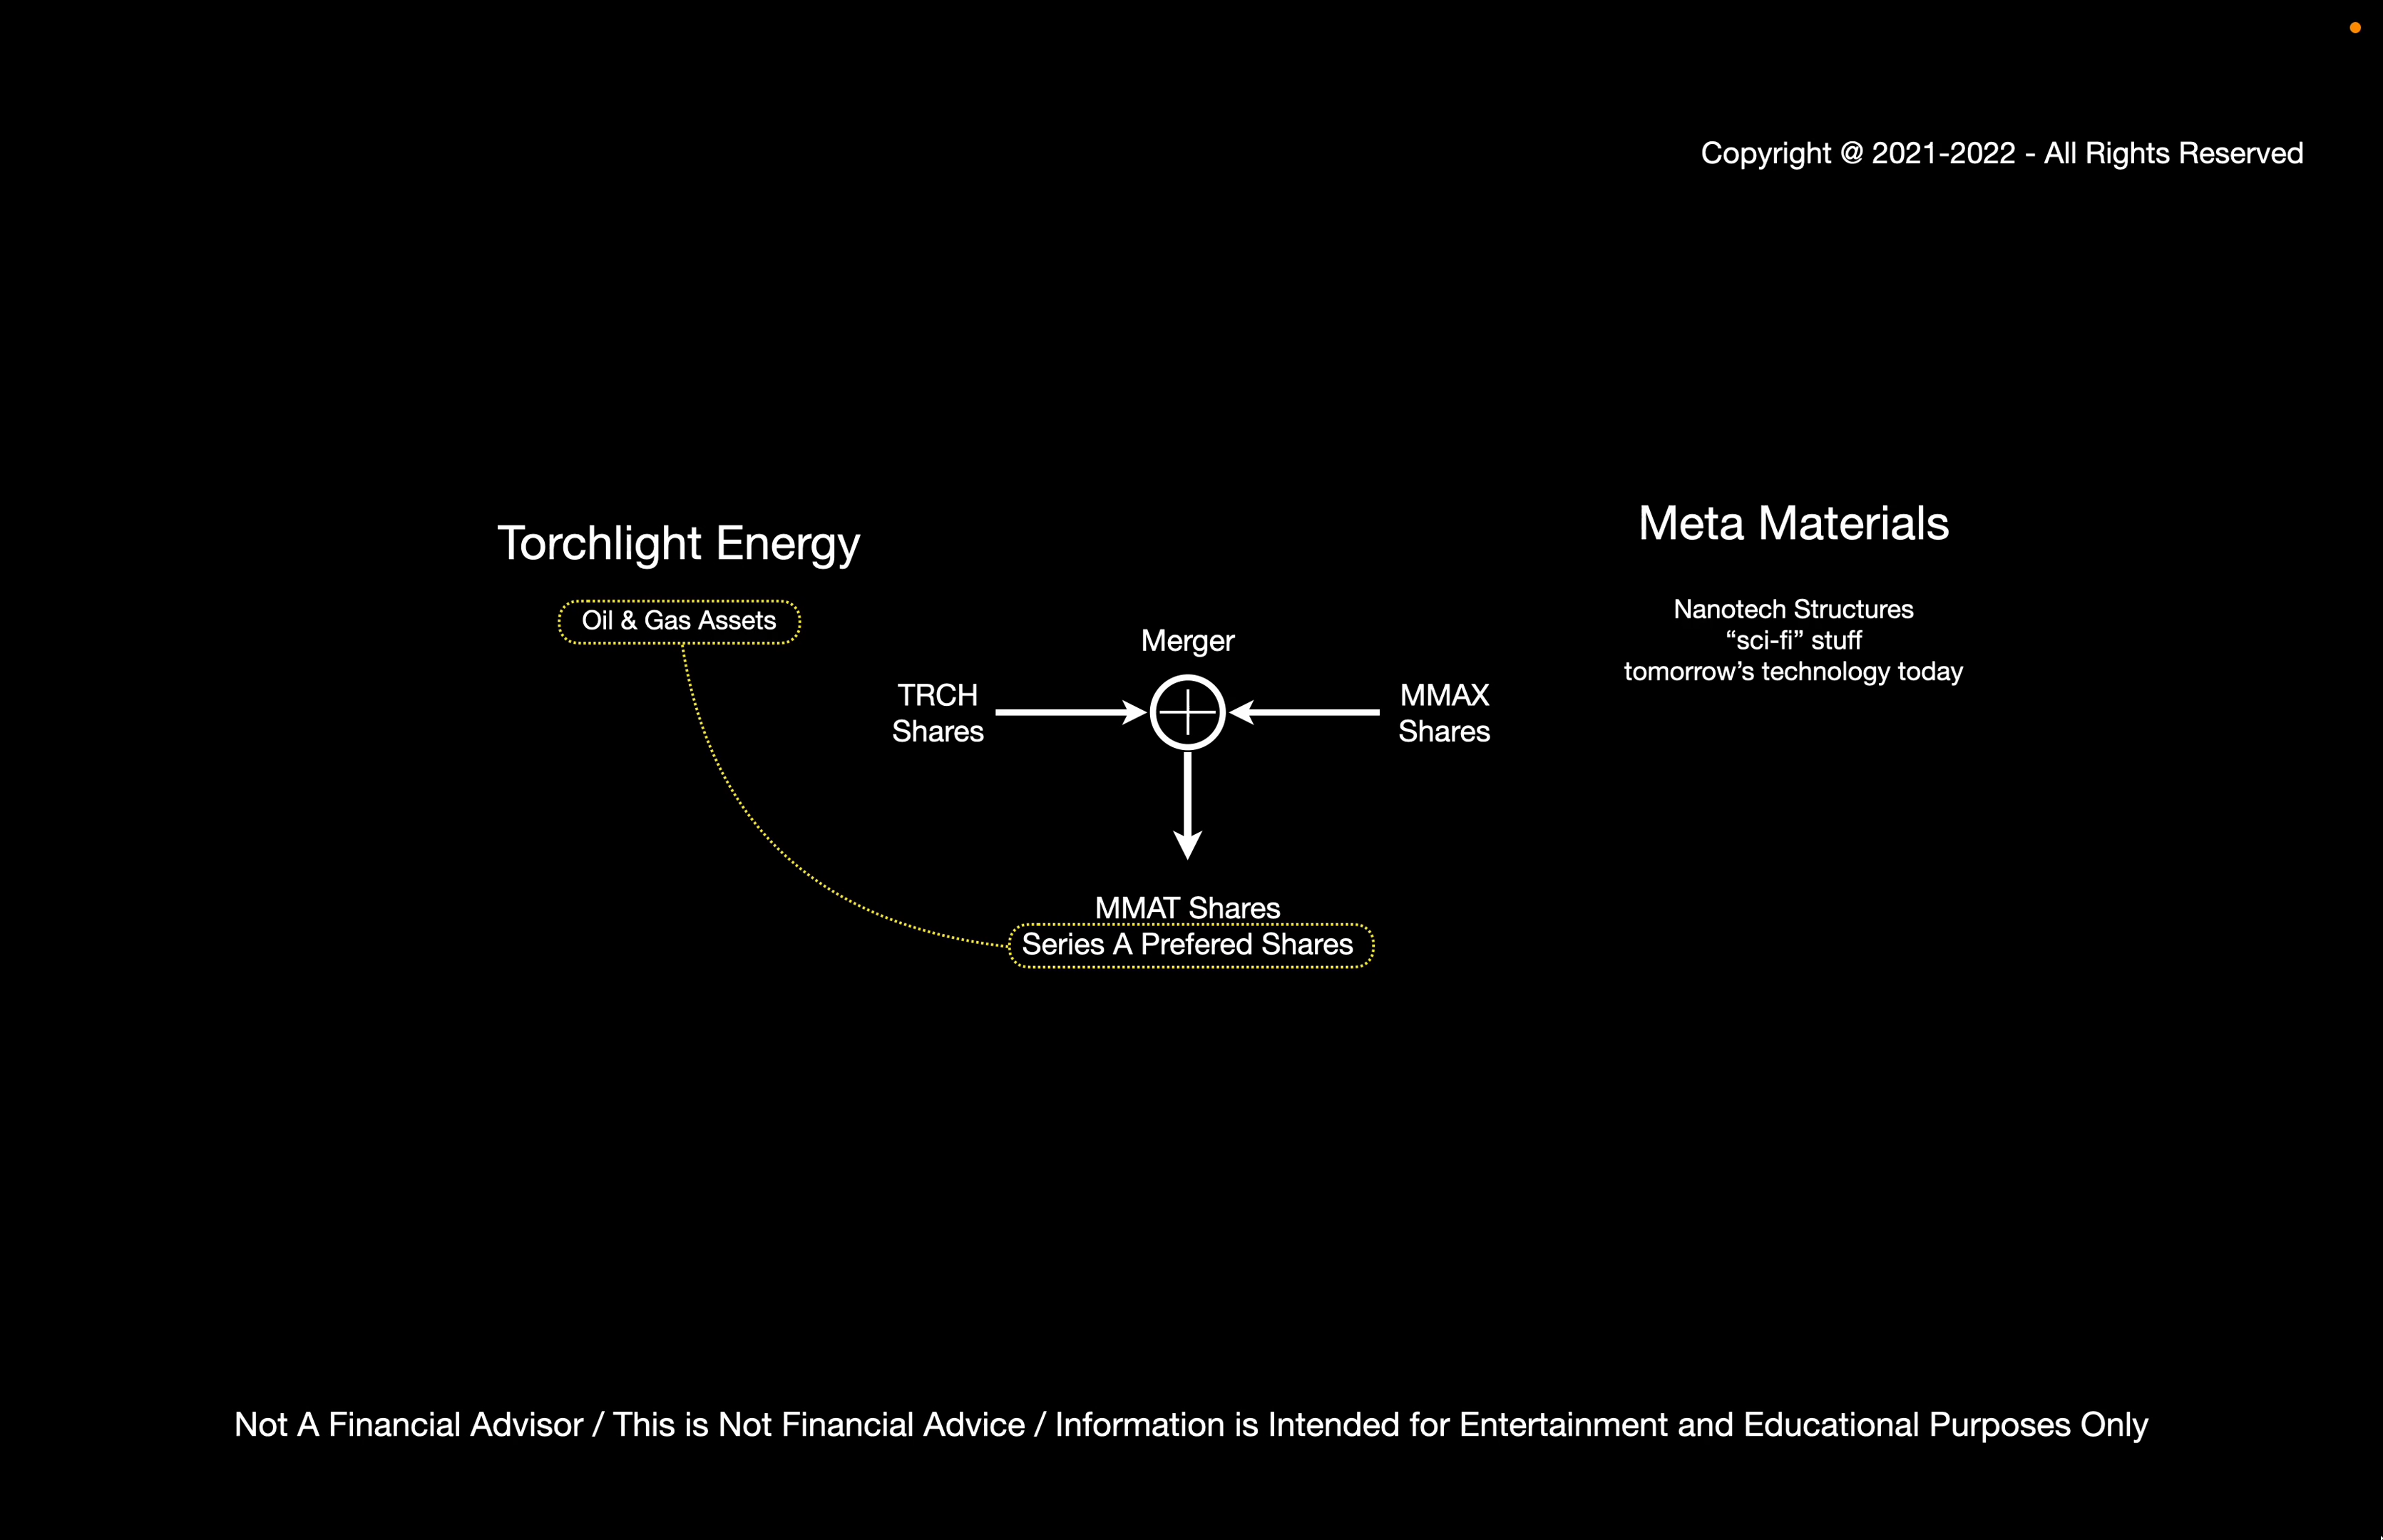 Copyright @ 2021-2022 - All Rights Reserved
Torchlight Energy
Oil & Gas Assets
Meta Materials
Nanotech Structures
“sci-fi” stuff
tomorrow’s technology today
Merger
TRCH
Shares
MMAX
Shares
MMAT Shares
Series A Prefered Shares
Not A Financial Advisor / This is Not Financial Advice / Information is Intended for Entertainment and Educational Purposes Only